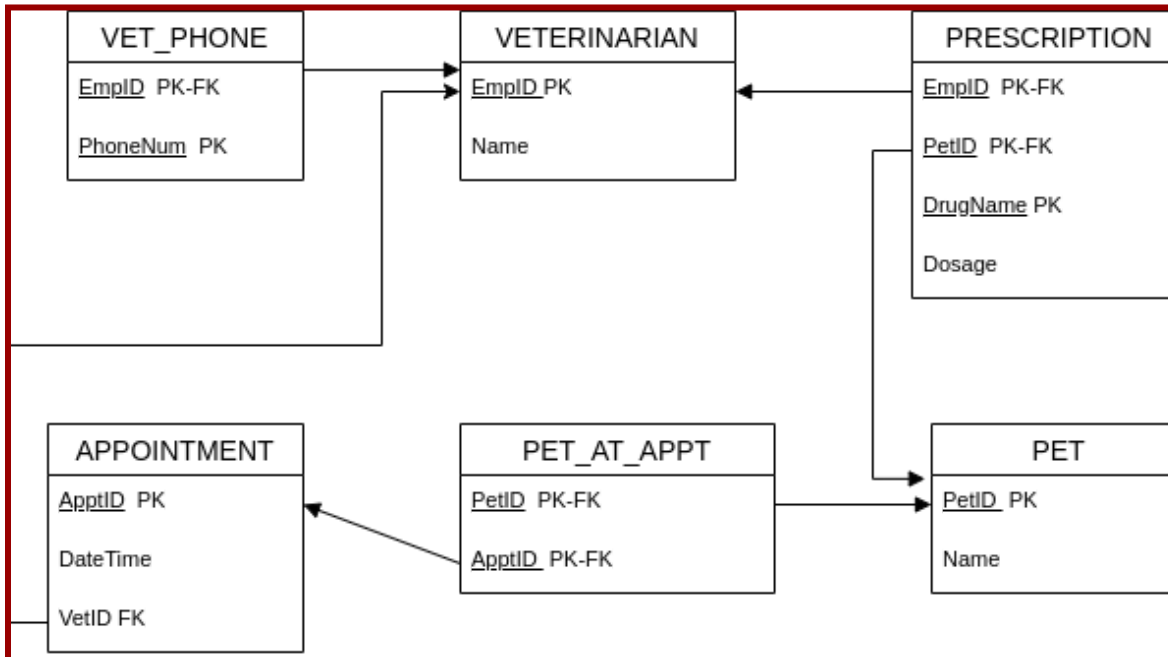 VET_PHONE
EmpID PK-FK
PhoneNum PK
VETERINARIAN
EmpID PK
Name
PRESCRIPTION
EmpID PK-FK
PetID PK-FK
DrugName PK
Dosage
APPOINTMENT
ApptID PK
DateTime
VetID FK
PET_AT_APPT
PetID PK-FK
ApptID PK-FK
PET
PetID PK
Name